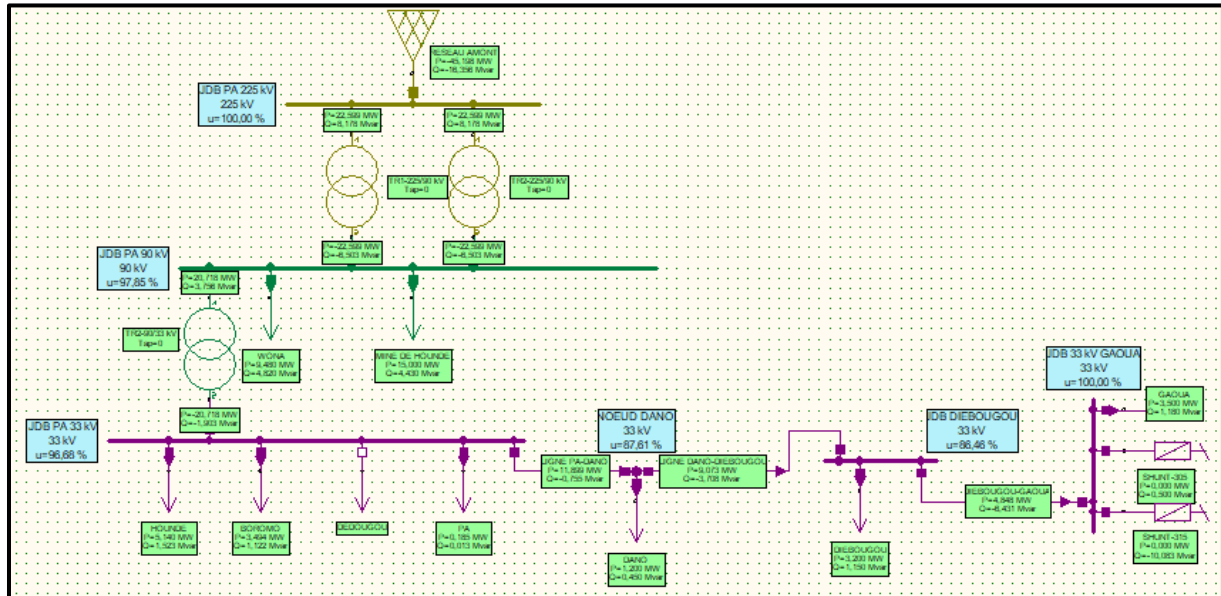 RESEAU AMONT
P=-45,198 MW
Q=-16,356 Mvar
JDB PA 225 kV
225 kV
u=100,00 %
P=22,599 MW
Q=8,178 Mvar
P=22,599 MW
Q=8,178 Mvar
TR1-225/90 kV
Tap=0
TR2-225/90 kV
Tap=0
P=-22,599 MW
Q=-6,503 Mvar
P=-22,599 MW
Q=-6,503 Mvar
JDB PA 90 kV
90 kV
u=97,85 %
P=20,718 MW
Q=3,756 Mvar
TR2-90/33 kV
Tap=0
WONA
P=9,480 MW
Q=4,820 Mvar
MINE DE HOUNDE
P=15,000 MW
Q=4,430 Mvar
P=-20,718 MW
Q=-1,903 Mvar
JDB PA 33 kV
33 kV
u=96,68 %
NOEUD DANO
33 kV
u=87,61 %
JDB DIEBOUGOU
33 kV
u=86,46 %
JDB 33 kV GAOUA
33 kV
u=100,00 %
GAOUA
P=3,500 MW
Q=1,180 Mvar
LIGNE PA-DANO
P=11,899 MW
Q=-0,755 Mvar
LIGNE DANO-DIEBOUGOU
P=9,073 MW
Q=-3,708 Mvar
DIEBOUGOU-GAOUA
P=4,848 MW
Q=-8,431 Mvar
SHUNT-305
P=0,000 MW
Q=0,500 Mvar
SHUNT-315
P=0,000 MW
Q=-10,083 Mvar
HOUNDE
P=5,140 MW
Q=1,523 Mvar
BOROMO
P=3,494 MW
Q=1,122 Mvar
DEDOUGOU
PA
P=0,185 MW
Q=0,013 Mvar
DANO
P=1,200 MW
Q=0,450 Mvar
DIEBOUGOU
P=3,200 MW
Q=1,150 Mvar